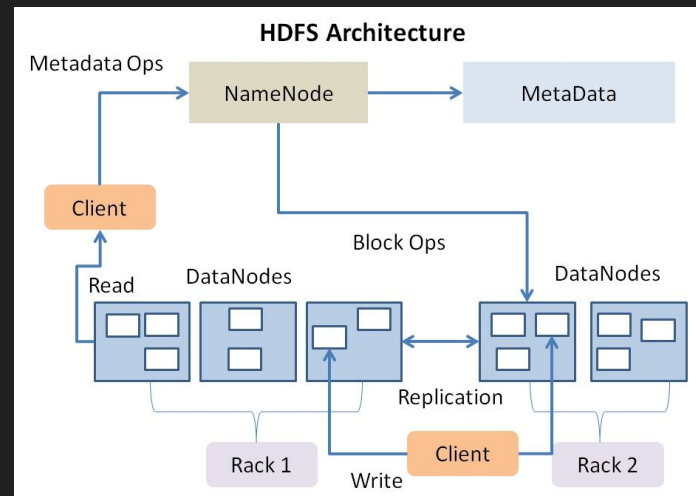 HDFS Architecture
Metadata Ops
NameNode
MetaData
Client
Block Ops
Read
DataNodes
DataNodes
Replication
Rack 1
Client
Rack 2
Write